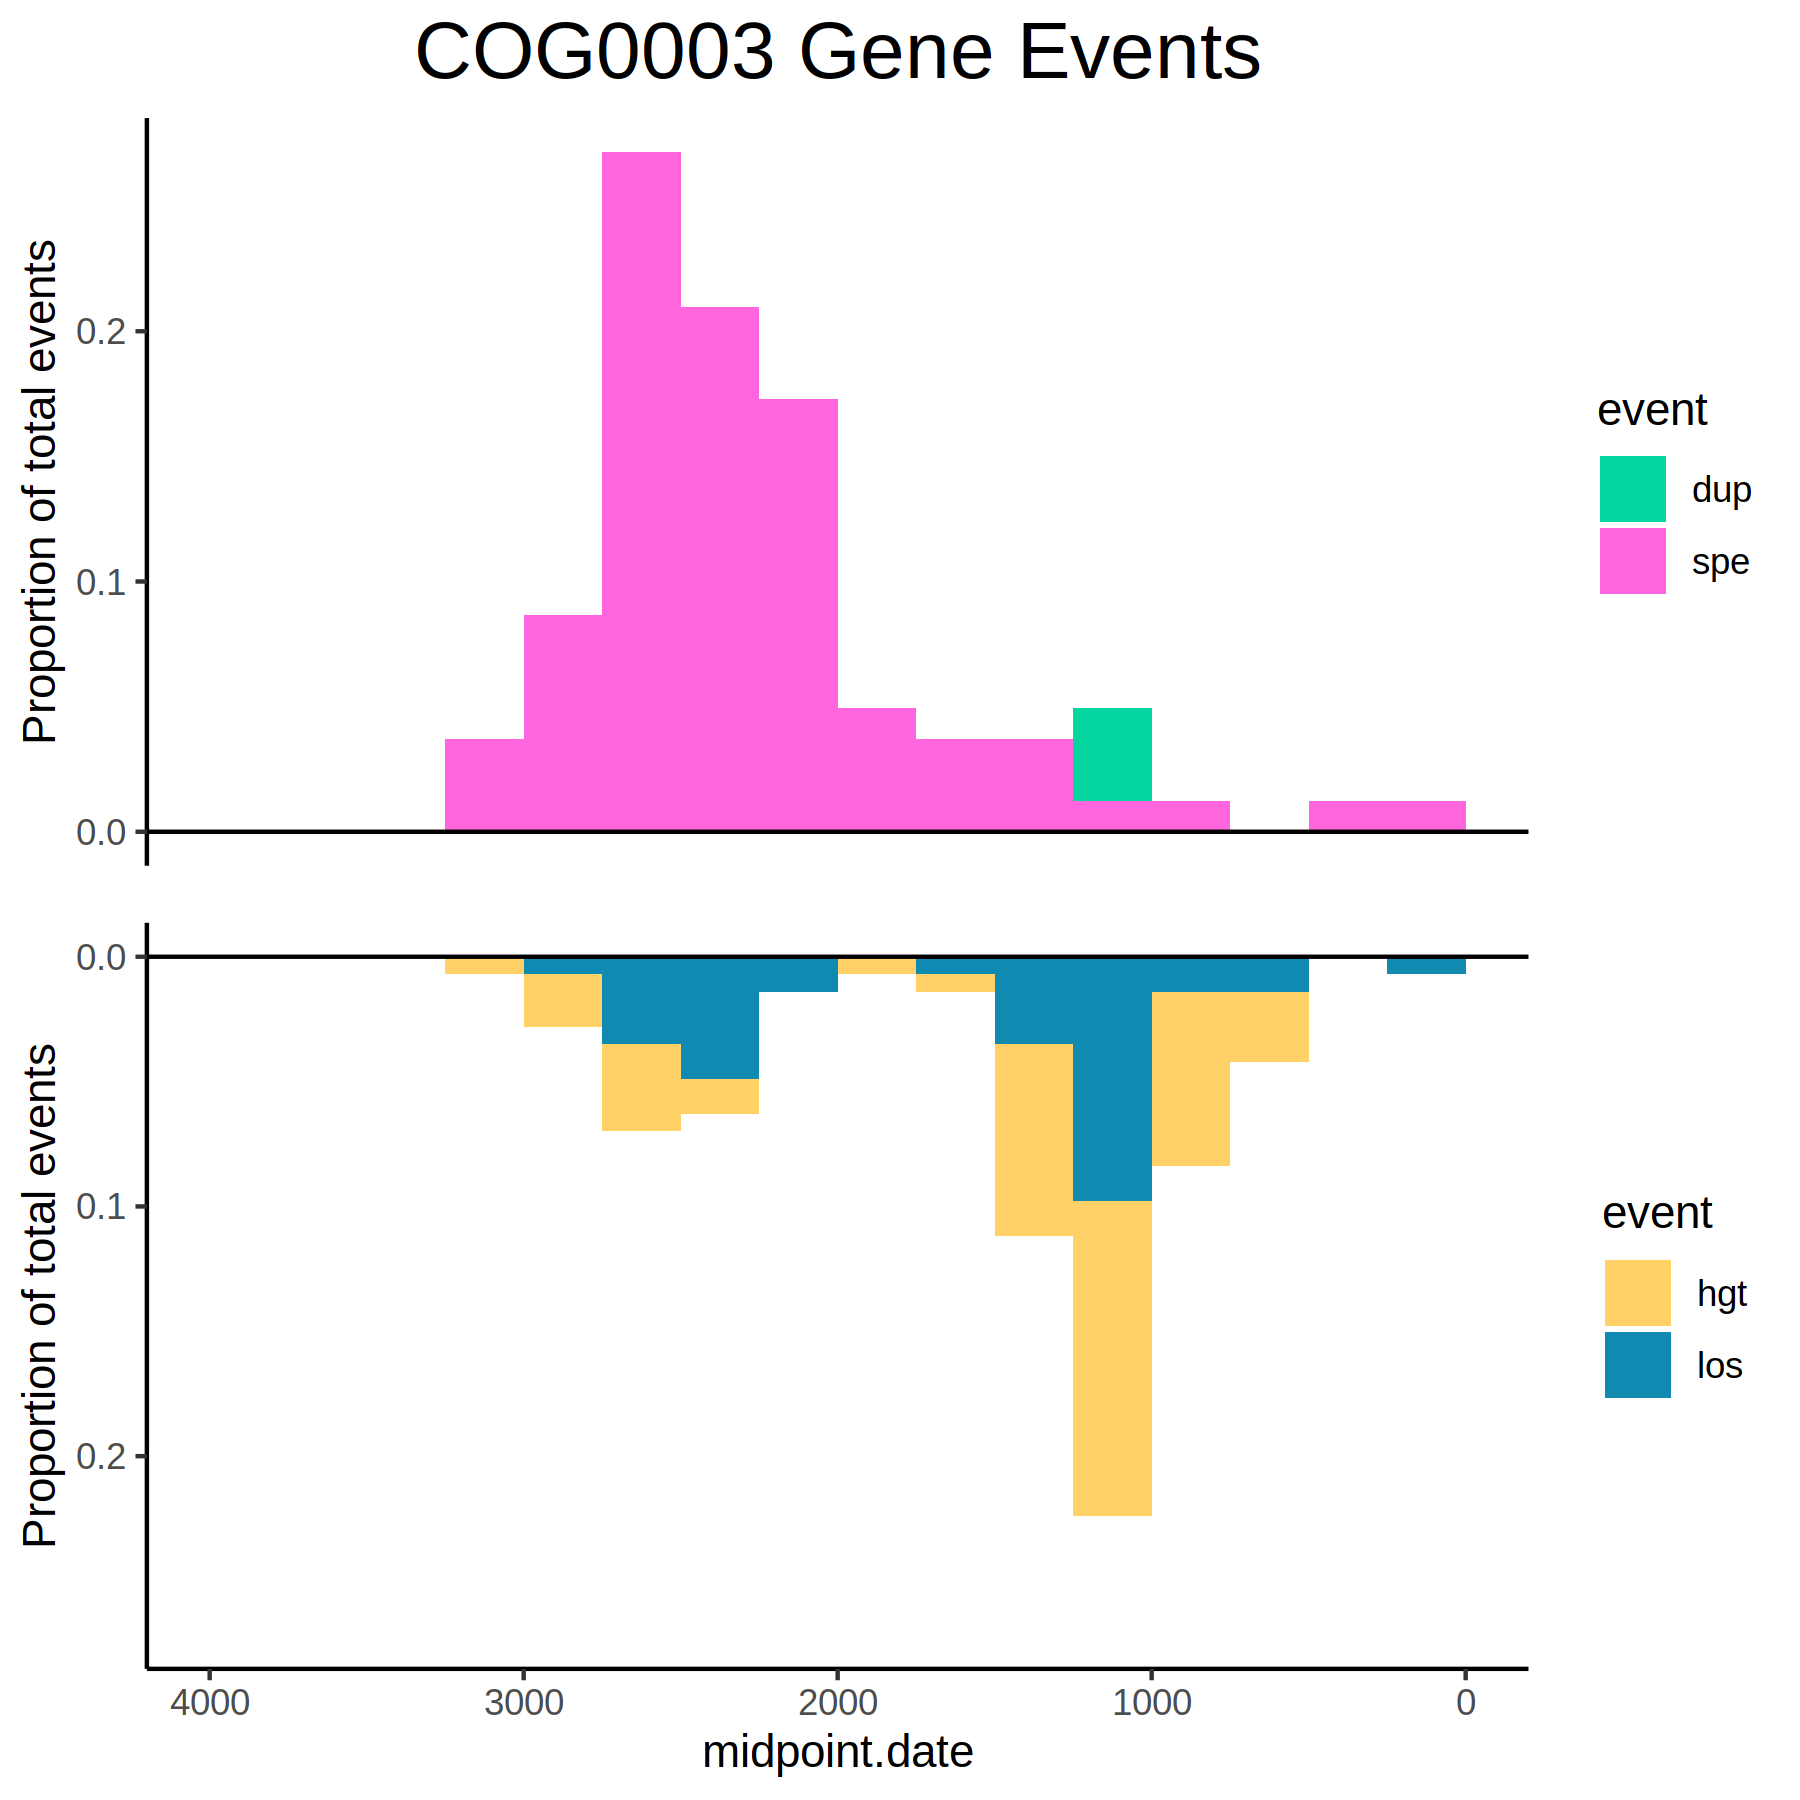 COG0003 Gene Events
Proportion of total events
0.2
0.1
0.0
event
dup
spe
Proportion of total events
0.0
0.1
0.2
event
hgt
los
4000 3000 2000 1000 0
midpoint.date